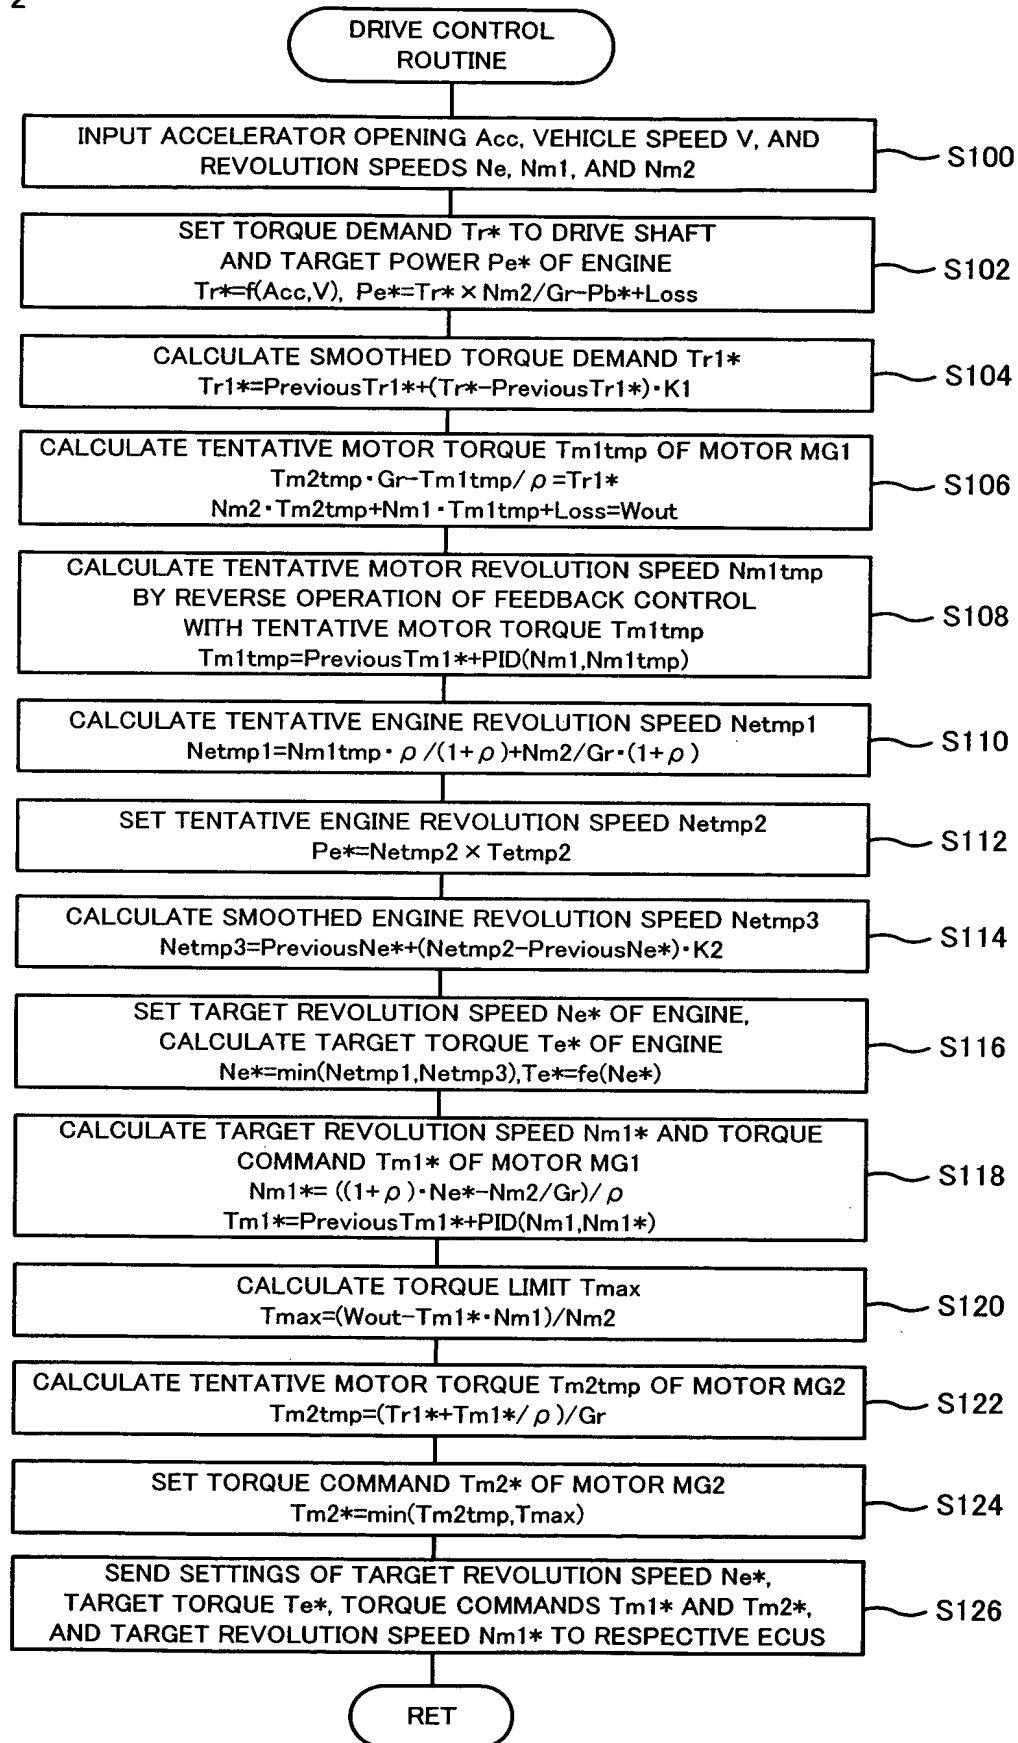 2
DRIVE CONTROL
ROUTINE
INPUT ACCELERATOR OPENING Acc, VEHICLE SPEED V, AND
REVOLUTION SPEEDS Ne, Nm1, AND Nm2
S100
SET TORQUE DEMAND Tr* TO DRIVE SHAFT
AND TARGET POWER Pe* OF ENGINE
Tr*=f(Acc,V), Pe*=Tr* × Nm2/Gr-Pb*+Loss
S102
CALCULATE SMOOTHED TORQUE DEMAND Tr1*
Tr1*=PreviousTr1*+(Tr*-PreviousTr1*)・K1
S104
CALCULATE TENTATIVE MOTOR TORQUE Tm1tmp OF MOTOR MG1
Tm2tmp・Gr-Tm1tmp/ρ=Tr1*
Nm2・Tm2tmp+Nm1・Tm1tmp+Loss=Wout
S106
CALCULATE TENTATIVE MOTOR REVOLUTION SPEED Nm1tmp
BY REVERSE OPERATION OF FEEDBACK CONTROL
WITH TENTATIVE MOTOR TORQUE Tm1tmp
Tm1tmp=PreviousTm1*+PID(Nm1,Nm1tmp)
S108
CALCULATE TENTATIVE ENGINE REVOLUTION SPEED Netmp1
Netmp1=Nm1tmp・ρ/(1+ρ)+Nm2/Gr・(1+ρ)
S110
SET TENTATIVE ENGINE REVOLUTION SPEED Netmp2
Pe*=Netmp2 × Tetmp2
S112
CALCULATE SMOOTHED ENGINE REVOLUTION SPEED Netmp3
Netmp3=PreviousNe*+(Netmp2-PreviousNe*)・K2
S114
SET TARGET REVOLUTION SPEED Ne* OF ENGINE,
CALCULATE TARGET TORQUE Te* OF ENGINE
Ne*=min(Netmp1,Netmp3),Te*=fe(Ne*)
S116
CALCULATE TARGET REVOLUTION SPEED Nm1* AND TORQUE
COMMAND Tm1* OF MOTOR MG1
Nm1*= ((1+ρ)・Ne*-Nm2/Gr)/ρ
Tm1*=PreviousTm1*+PID(Nm1,Nm1*)
S118
CALCULATE TORQUE LIMIT Tmax
Tmax=(Wout-Tm1*・Nm1)/Nm2
S120
CALCULATE TENTATIVE MOTOR TORQUE Tm2tmp OF MOTOR MG2
Tm2tmp=(Tr1*+Tm1*/ρ)/Gr
S122
SET TORQUE COMMAND Tm2* OF MOTOR MG2
Tm2*=min(Tm2tmp,Tmax)
S124
SEND SETTINGS OF TARGET REVOLUTION SPEED Ne*,
TARGET TORQUE Te*, TORQUE COMMANDS Tm1* AND Tm2*,
AND TARGET REVOLUTION SPEED Nm1* TO RESPECTIVE ECUS
S126
RET